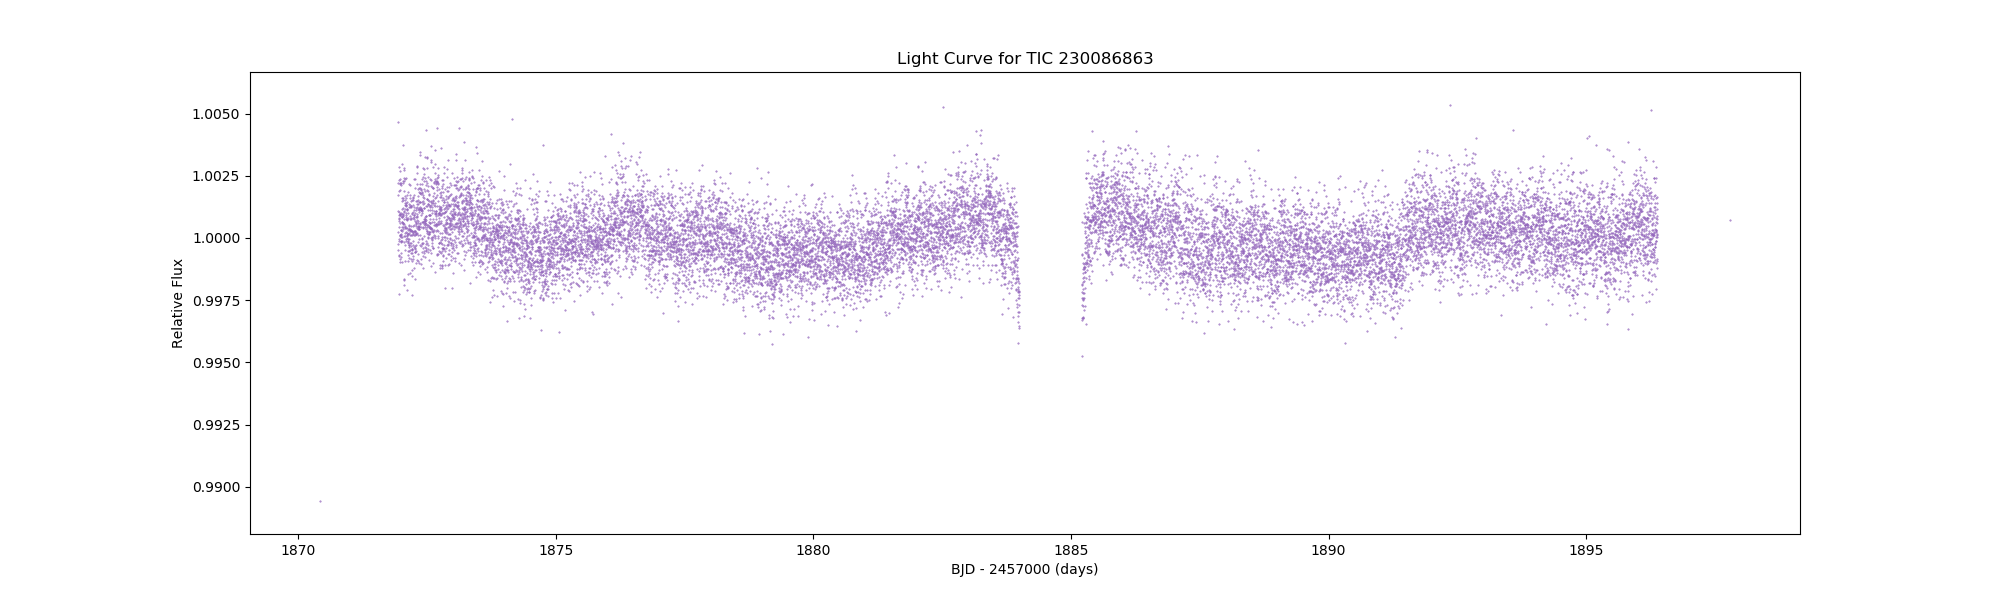 Light Curve for TIC 230086863
1.0050
1.0025
1.0000
0.9975
0.9950
0.9925
0.9900
Relative Flux
1870 1875 1880 1885 1890 1895
BJD - 2457000 (days)